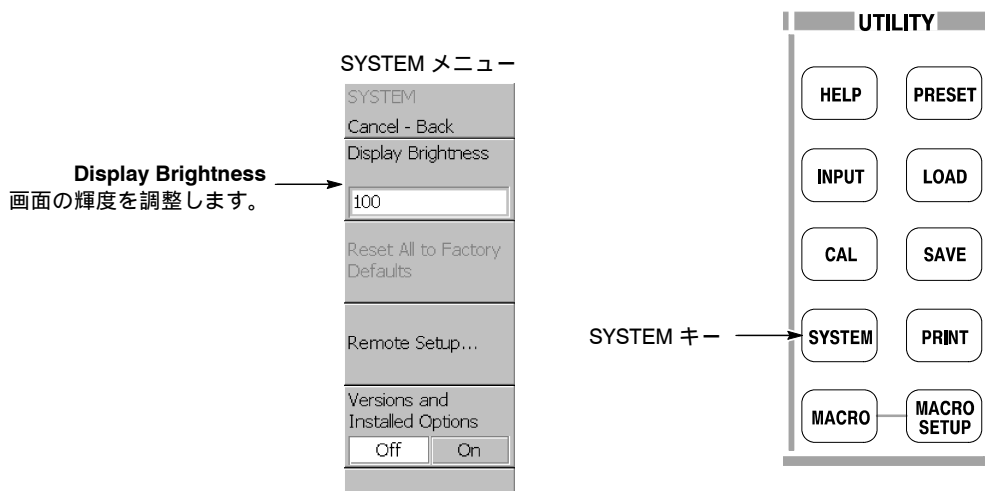 SYSTEM メニュー
SYSTEM
Cancel - Back
Display Brightness
100
Reset All to Factory
Defaults
Remote Setup...
Versions and
Installed Options
Off On
Display Brightness
画面の輝度を調整します。
SYSTEM キー
UTILITY
HELP PRESET
INPUT LOAD
CAL SAVE
SYSTEM PRINT
MACRO MACRO
SETUP